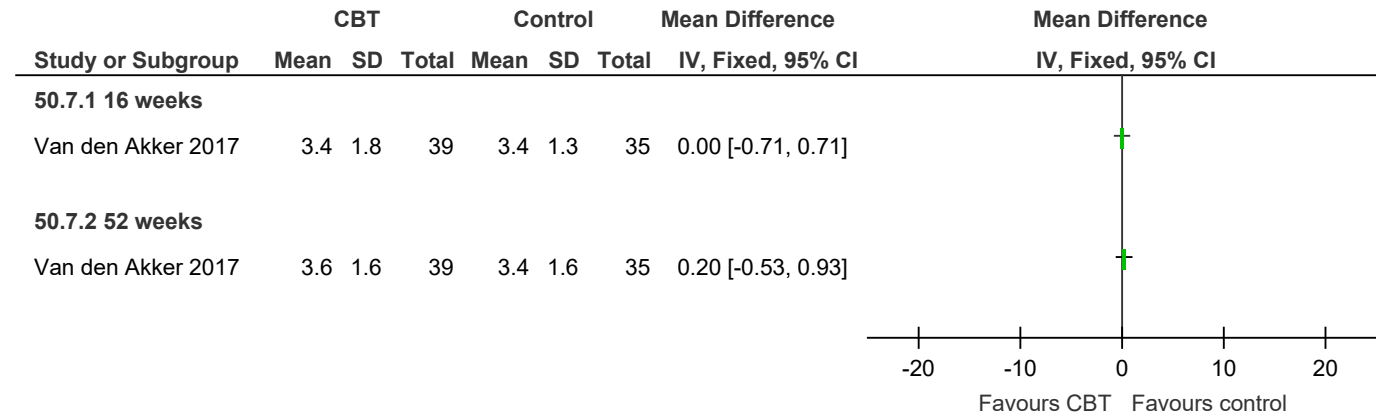 CBT Control Mean Difference Mean Difference
Study or Subgroup Mean SD Total Mean SD Total IV, Fixed, 95% CI IV, Fixed, 95% CI
50.7.1 16 weeks
Van den Akker 2017 3.4 1.8 39 3.4 1.3 35 0.00 [-0.71, 0.71]
50.7.2 52 weeks
Van den Akker 2017 3.6 1.6 39 3.4 1.6 35 0.20 [-0.53, 0.93]
-20 -10 0 10 20
Favours CBT Favours control